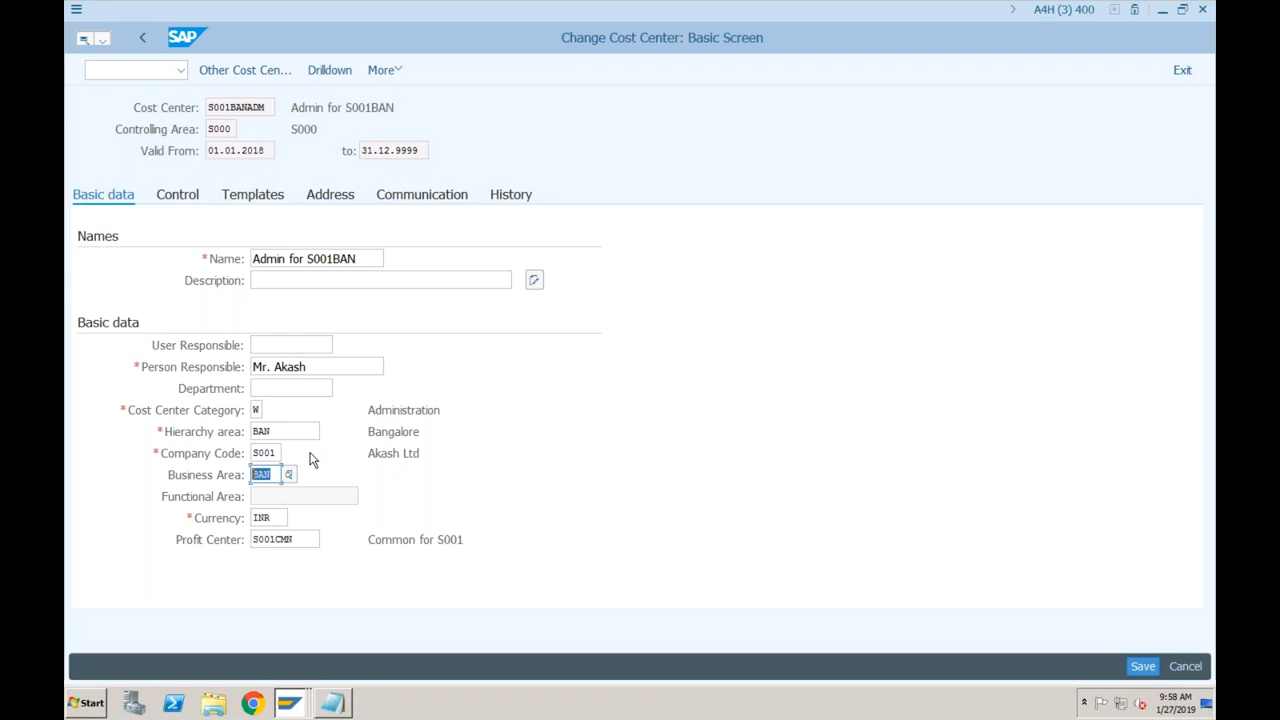 A4H (3) 400
SAP Change Cost Center: Basic Screen
Other Cost Cen... Drilldown More Exit
Cost Center: S001BANADM Admin for S001BAN
Controlling Area: S000 S000
Valid From: 01.01.2018 to: 31.12.9999
Basic data Control Templates Address Communication History
Names
*Name: Admin for S001BAN
Description:
Basic data
User Responsible:
*Person Responsible: Mr. Akash
Department:
*Cost Center Category: W Administration
*Hierarchy area: BAN Bangalore
*Company Code: S001 Akash Ltd
Business Area: BAN
Functional Area:
*Currency: INR
Profit Center: S001CMN Common for S001
Save Cancel
Start 9:58 AM
1/27/2019